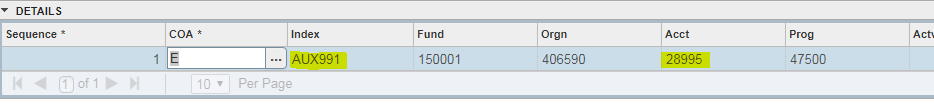 DETAILS
Sequence * COA * Index Fund Orgn Acct Prog Actv
1 E ... AUX991 150001 406590 28995 47500
1 of 1 10 Per Page